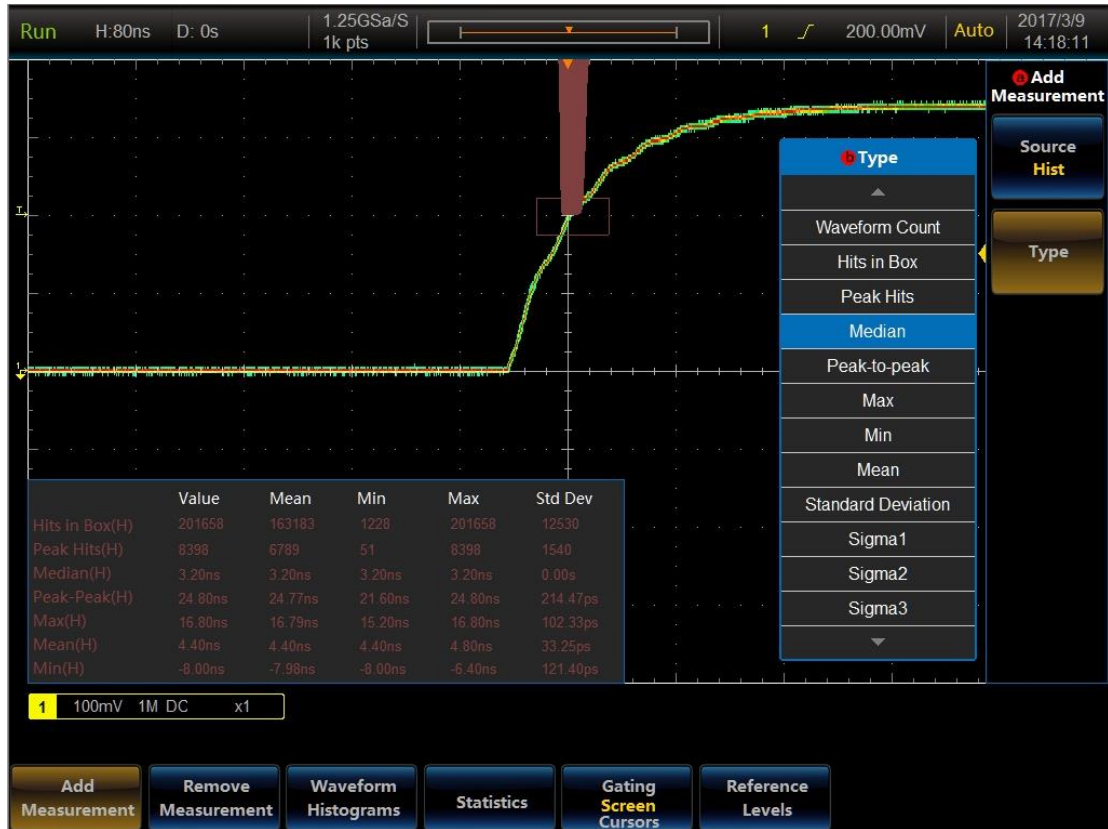 Run H:80ns D: 0s 1.25GSa/S 1 200.00mV Auto 2017/3/9
1k pts 14:18:11
a Add
Measurement
Source
Hist
Type
b Type
Waveform Count
Hits in Box
Peak Hits
Median
Peak-to-peak
Max
Min
Mean
Standard Deviation
Sigma1
Sigma2
Sigma3
T
1
Value Mean Min Max Std Dev
Hits in Box(H) 201658 163183 1228 201658 12530
Peak Hits(H) 8398 6789 51 8398 1540
Median(H) 3.20ns 3.20ns 3.20ns 3.20ns 0.00s
Peak-Peak(H) 24.80ns 24.77ns 21.60ns 24.80ns 214.47ps
Max(H) 16.80ns 16.79ns 15.20ns 16.80ns 102.33ps
Mean(H) 4.40ns 4.40ns 4.40ns 4.80ns 33.25ps
Min(H) -8.00ns -7.98ns -8.00ns -6.40ns 121.40ps
1 100mV 1M DC x1
Add
Measurement
Remove
Measurement
Waveform
Histograms
Statistics
Gating
Screen
Cursors
Reference
Levels